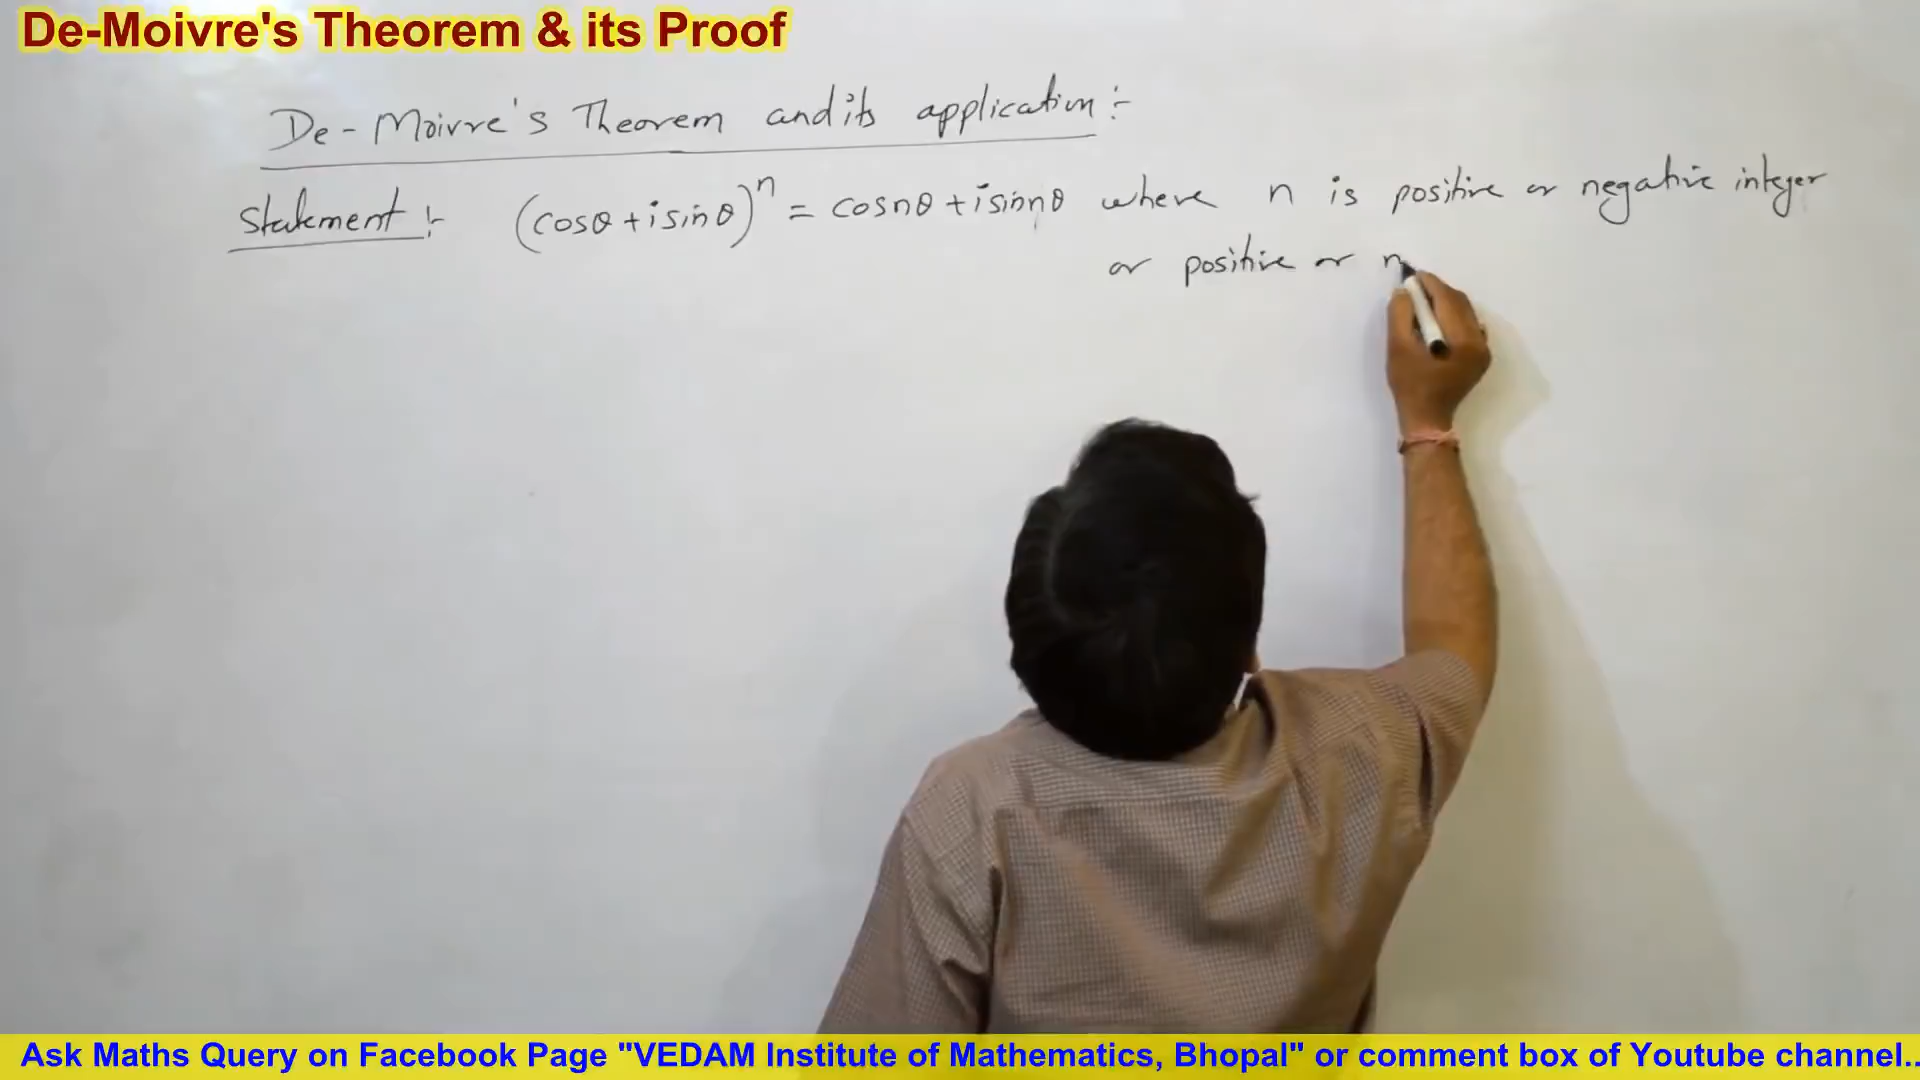 De-Moivre's Theorem & its Proof
De-Moivre's Theorem and its application :-
Statement :- (cosθ + i sinθ)^n = cosnθ + i sinnθ where n is positive or negative integer
or positive or n
Ask Maths Query on Facebook Page "VEDAM Institute of Mathematics, Bhopal" or comment box of Youtube channel..